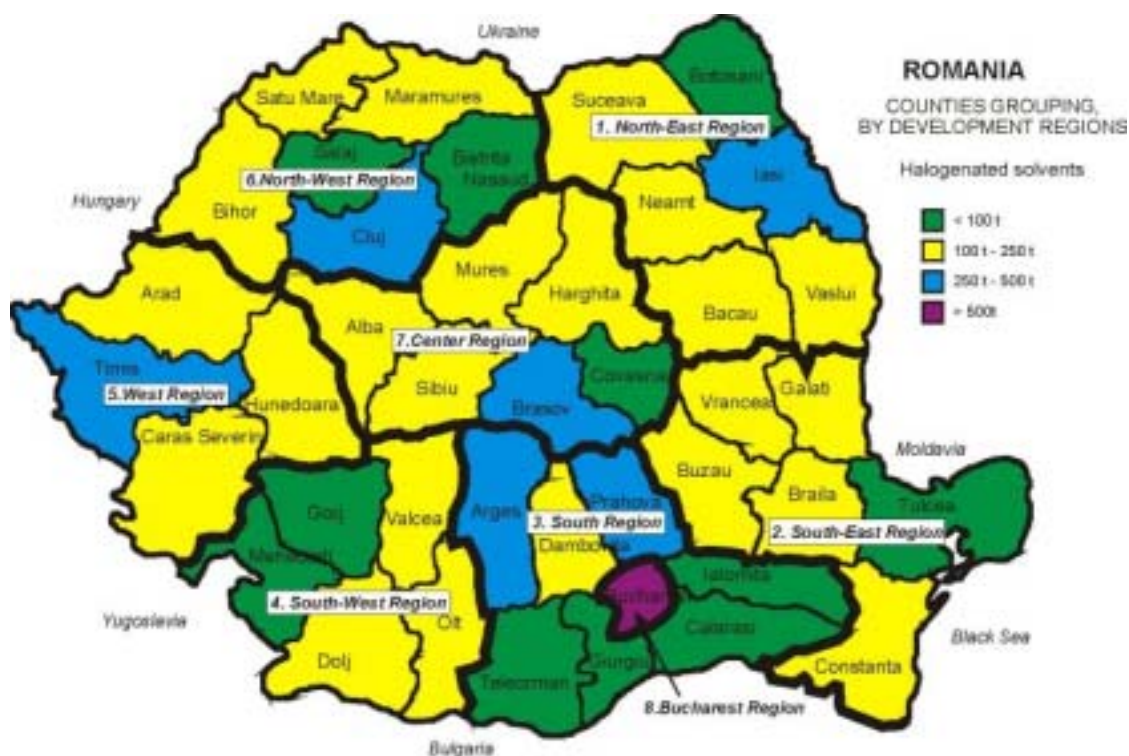 Ukraine
ROMANIA
COUNTIES GROUPING,
BY DEVELOPMENT REGIONS
Halogenated solvents
< 100 t
100 t - 250 t
250 t - 500 t
> 500t
Botosani
Satu Mare
Maramures
Suceava
1. North-East Region
Salaj
Bistrita
Nasaud
Iasi
6.North-West Region
Hungary
Bihor
Neamt
Cluj
Mures
Arad
Harghita
Vaslui
Bacau
Alba
7.Center Region
Timis
Covasna
5.West Region
Sibiu
Galati
Hunedoara
Brasov
Vrancea
Caras Severin
Moldavia
Buzau
Braila
Tulcea
Gorj
Valcea
Arges
Prahova
3. South Region
2. South-East Region
Dambovita
Mehedinti
Ialomita
4. South-West Region
Yugoslavia
Olt
Calarasi
Black Sea
Dolj
Giurgiu
Constanta
Teleorman
8.Bucharest Region
Bulgaria